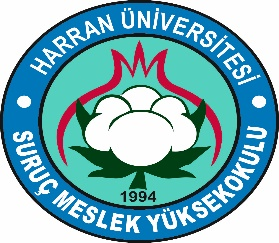 HARRAN ÜNİVERSİTESİ
1994
SURUÇ MESLEK YÜKSEKOKULU